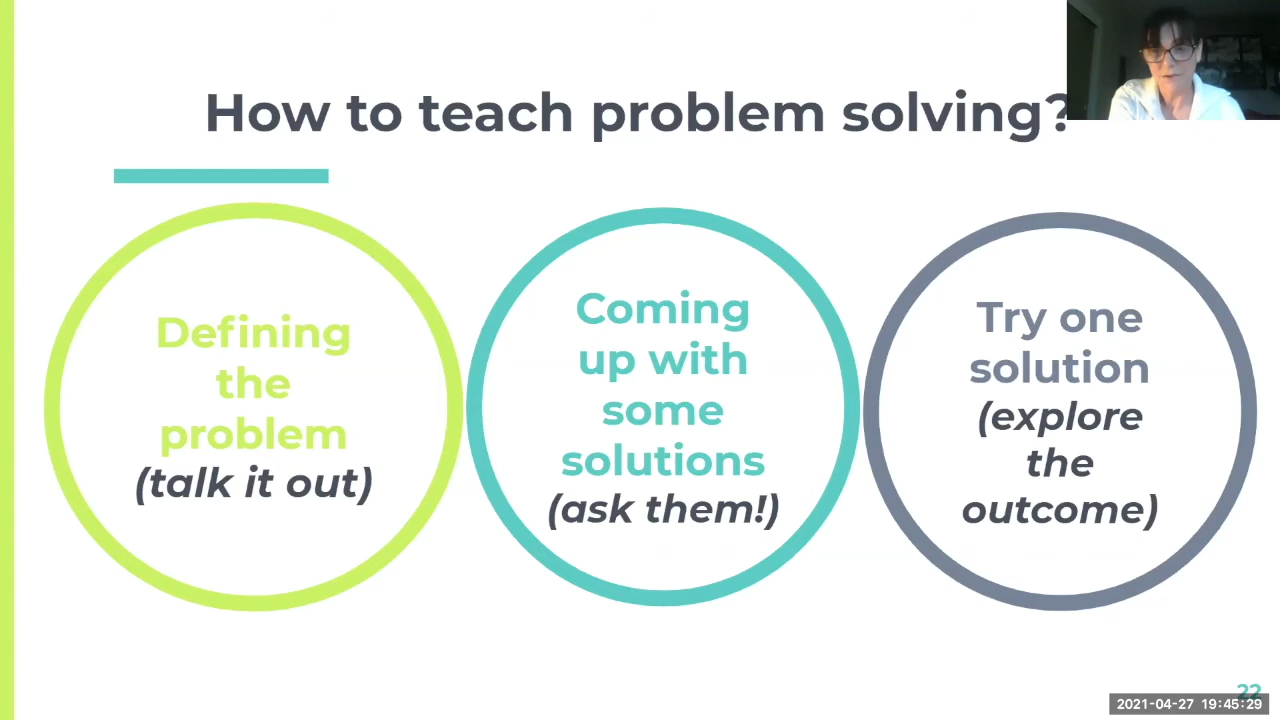 How to teach problem solving?
Defining
the
problem
(talk it out)
Coming
up with
some
solutions
(ask them!)
Try one
solution
(explore
the
outcome)
22
2021-04-27 19:45:29